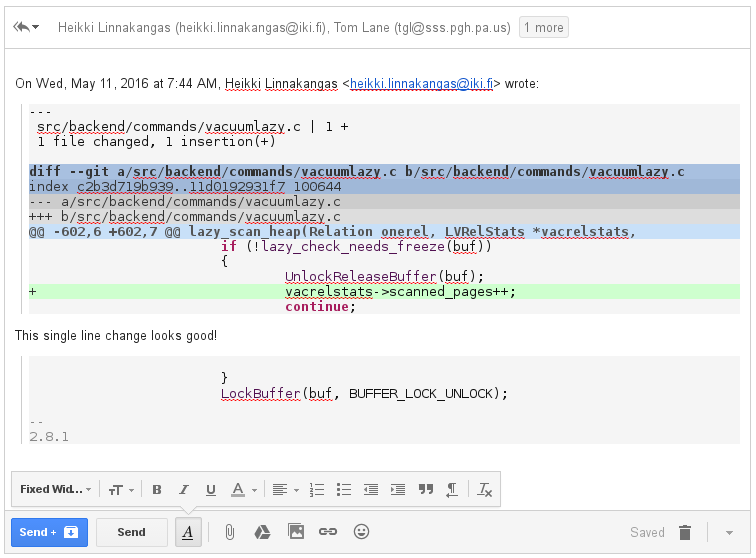 Heikki Linnakangas (heikki.linnakangas@iki.fi), Tom Lane (tgl@sss.pgh.pa.us) 1 more
On Wed, May 11, 2016 at 7:44 AM, Heikki Linnakangas <heikki.linnakangas@iki.fi> wrote:
---
src/backend/commands/vacuumlazy.c | 1 +
1 file changed, 1 insertion(+)
diff --git a/src/backend/commands/vacuumlazy.c b/src/backend/commands/vacuumlazy.c
index c2b3d719b939..11d0192931f7 100644
--- a/src/backend/commands/vacuumlazy.c
+++ b/src/backend/commands/vacuumlazy.c
@@ -602,6 +602,7 @@ lazy_scan_heap(Relation onerel, LVRelStats *vacrelstats,
if (!lazy_check_needs_freeze(buf))
{
UnlockReleaseBuffer(buf);
+ vacrelstats->scanned_pages++;
continue;
This single line change looks good!
}
LockBuffer(buf, BUFFER_LOCK_UNLOCK);
--
2.8.1
Fixed Wid... TT B I U A
Send + Send A Saved